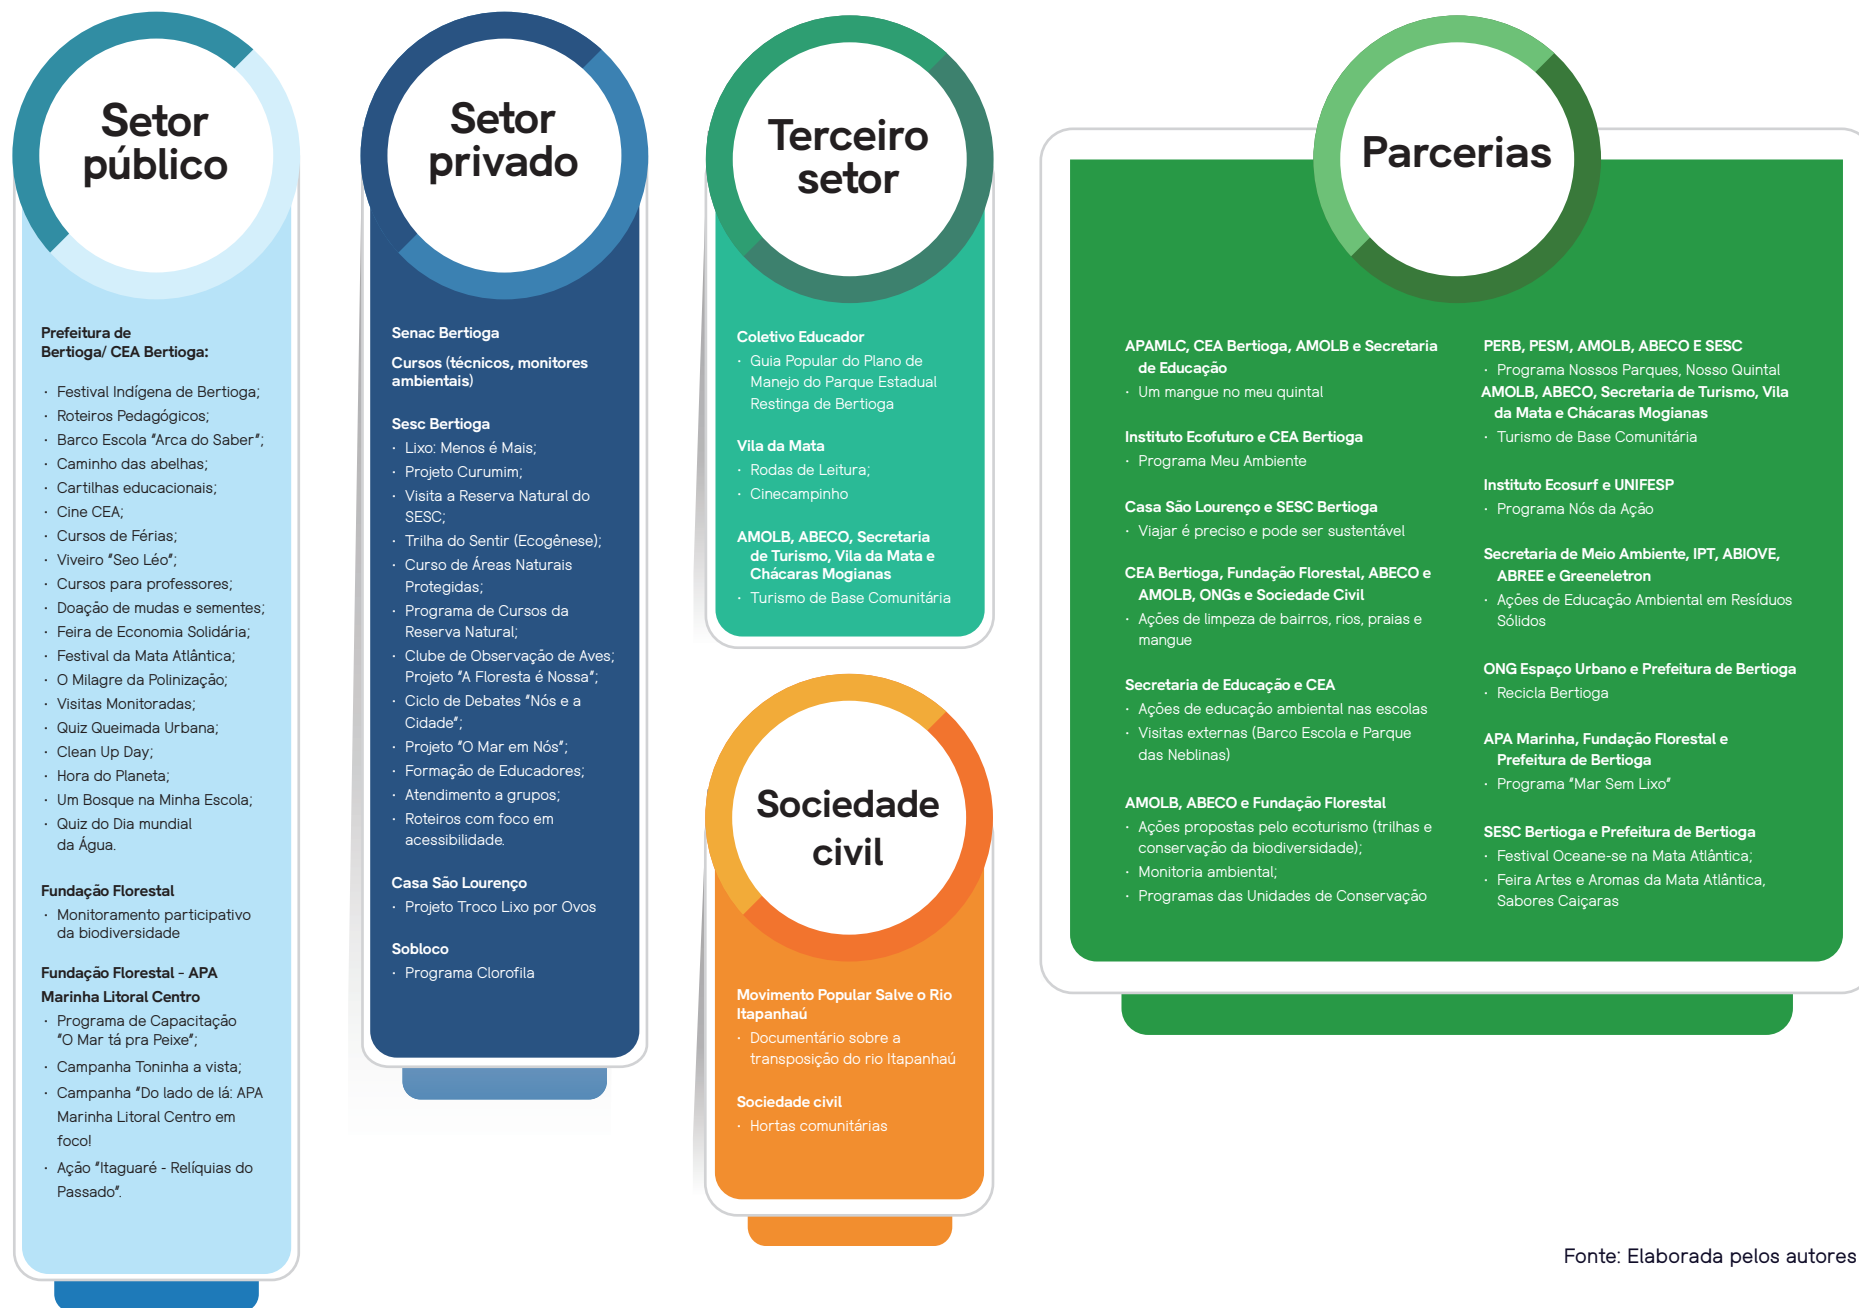 Setor
público
Prefeitura de
Bertioga/ CEA Bertioga:
· Festival Indígena de Bertioga;
· Roteiros Pedagógicos;
· Barco Escola "Arca do Saber";
· Caminho das abelhas;
· Cartilhas educacionais;
· Cine CEA;
· Cursos de Férias;
· Viveiro "Seo Léo";
· Cursos para professores;
· Doação de mudas e sementes;
· Feira de Economia Solidária;
· Festival da Mata Atlântica;
· O Milagre da Polinização;
· Visitas Monitoradas;
· Quiz Queimada Urbana;
· Clean Up Day;
· Hora do Planeta;
· Um Bosque na Minha Escola;
· Quiz do Dia mundial
da Água.
Fundação Florestal
· Monitoramento participativo
da biodiversidade
Fundação Florestal - APA
Marinha Litoral Centro
· Programa de Capacitação
"O Mar tá pra Peixe";
· Campanha Toninha a vista;
· Campanha "Do lado de lá: APA
Marinha Litoral Centro em
foco!
· Ação "Itaguaré - Relíquias do
Passado".
Setor
privado
Senac Bertioga
Cursos (técnicos, monitores
ambientais)
Sesc Bertioga
· Lixo: Menos é Mais;
· Projeto Curumim;
· Visita a Reserva Natural do
SESC;
· Trilha do Sentir (Ecogênese);
· Curso de Áreas Naturais
Protegidas;
· Programa de Cursos da
Reserva Natural;
· Clube de Observação de Aves;
Projeto "A Floresta é Nossa";
· Ciclo de Debates "Nós e a
Cidade";
· Projeto "O Mar em Nós";
· Formação de Educadores;
· Atendimento a grupos;
· Roteiros com foco em
acessibilidade.
Casa São Lourenço
· Projeto Troco Lixo por Ovos
Sobloco
· Programa Clorofila
Terceiro
setor
Coletivo Educador
· Guia Popular do Plano de
Manejo do Parque Estadual
Restinga de Bertioga
Vila da Mata
· Rodas de Leitura;
· Cinecampinho
AMOLB, ABECO, Secretaria
de Turismo, Vila da Mata e
Chácaras Mogianas
· Turismo de Base Comunitária
Sociedade
civil
Movimento Popular Salve o Rio
Itapanhaú
· Documentário sobre a
transposição do rio Itapanhaú
Sociedade civil
· Hortas comunitárias
Parcerias
APAMLC, CEA Bertioga, AMOLB e Secretaria
de Educação
· Um mangue no meu quintal
Instituto Ecofuturo e CEA Bertioga
· Programa Meu Ambiente
Casa São Lourenço e SESC Bertioga
· Viajar é preciso e pode ser sustentável
CEA Bertioga, Fundação Florestal, ABECO e
AMOLB, ONGs e Sociedade Civil
· Ações de limpeza de bairros, rios, praias e
mangue
Secretaria de Educação e CEA
· Ações de educação ambiental nas escolas
· Visitas externas (Barco Escola e Parque
das Neblinas)
AMOLB, ABECO e Fundação Florestal
· Ações propostas pelo ecoturismo (trilhas e
conservação da biodiversidade);
· Monitoria ambiental;
· Programas das Unidades de Conservação
PERB, PESM, AMOLB, ABECO E SESC
· Programa Nossos Parques, Nosso Quintal
AMOLB, ABECO, Secretaria de Turismo, Vila
da Mata e Chácaras Mogianas
· Turismo de Base Comunitária
Instituto Ecosurf e UNIFESP
· Programa Nós da Ação
Secretaria de Meio Ambiente, IPT, ABIOVE,
ABREE e Greeneletron
· Ações de Educação Ambiental em Resíduos
Sólidos
ONG Espaço Urbano e Prefeitura de Bertioga
· Recicla Bertioga
APA Marinha, Fundação Florestal e
Prefeitura de Bertioga
· Programa "Mar Sem Lixo"
SESC Bertioga e Prefeitura de Bertioga
· Festival Oceane-se na Mata Atlântica;
· Feira Artes e Aromas da Mata Atlântica,
Sabores Caiçaras
Fonte: Elaborada pelos autores